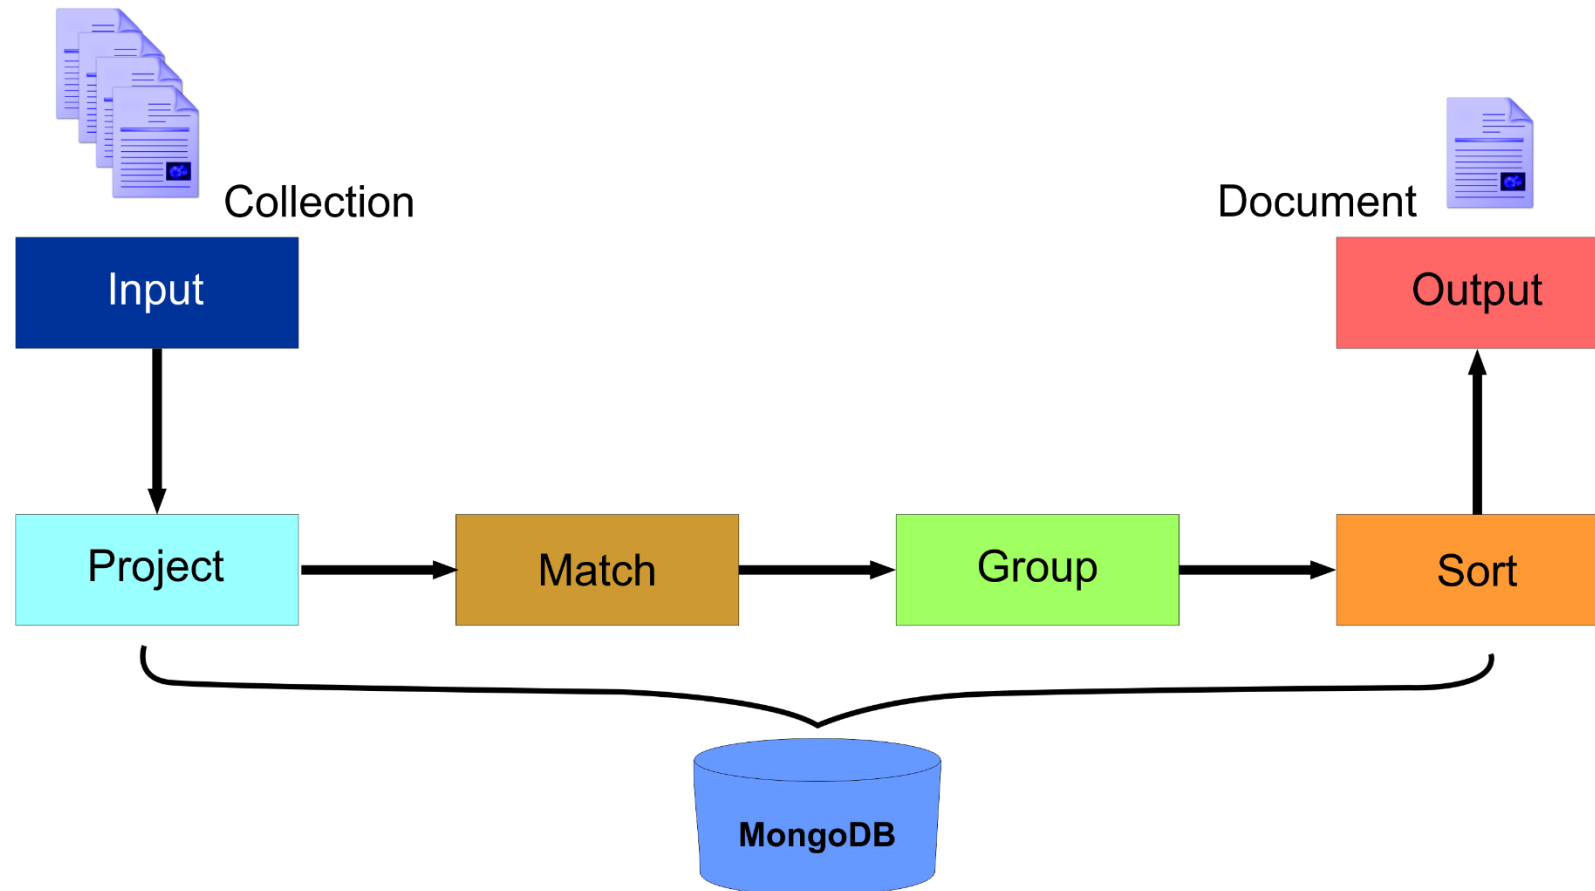 Collection
Document
Input
Output
Project
Match
Group
Sort
MongoDB